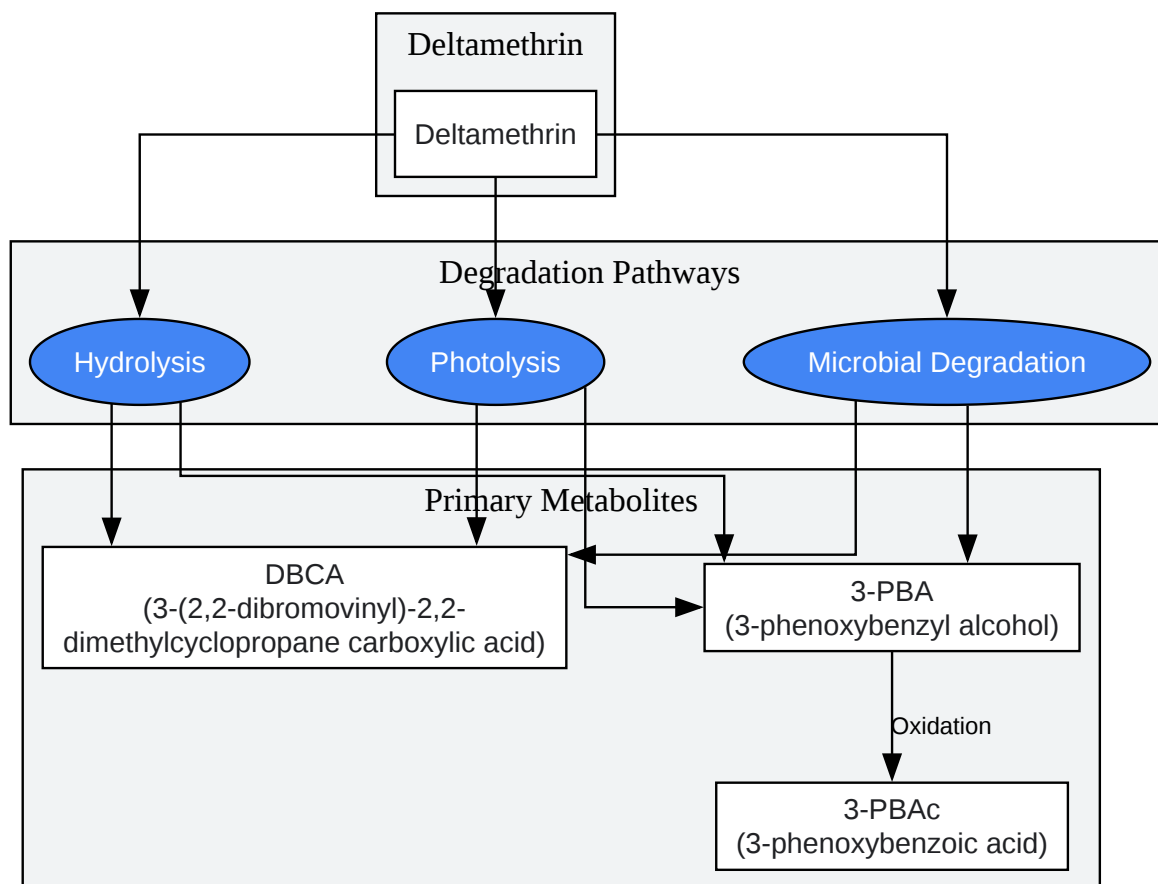 Deltamethrin
Deltamethrin
Degradation Pathways
Hydrolysis
Photolysis
Microbial Degradation
Primary Metabolites
DBCA
(3-(2,2-dibromovinyl)-2,2-
dimethylcyclopropane carboxylic acid)
3-PBA
(3-phenoxybenzyl alcohol)
Oxidation
3-PBAc
(3-phenoxybenzoic acid)